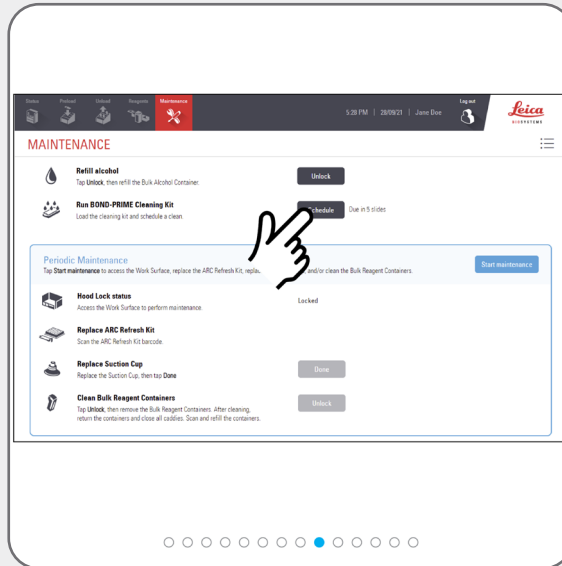 Status Preload Unload Reagents Maintenance
5:28 PM | 28/09/21 | Jane Doe
Log out
Leica
BIOSYSTEMS
MAINTENANCE
Refill alcohol
Tap Unlock, then refill the Bulk Alcohol Container.
Unlock
Run BOND-PRIME Cleaning Kit
Load the cleaning kit and schedule a clean.
Schedule
Due in 5 slides
Periodic Maintenance
Tap Start maintenance to access the Work Surface, replace the ARC Refresh Kit, and/or clean the Bulk Reagent Containers.
Start maintenance
Hood Lock status
Access the Work Surface to perform maintenance.
Locked
Replace ARC Refresh Kit
Scan the ARC Refresh Kit barcode.
Replace Suction Cup
Replace the Suction Cup, then tap Done
Done
Clean Bulk Reagent Containers
Tap Unlock, then remove the Bulk Reagent Containers. After cleaning,
return the containers and close all caddies. Scan and refill the containers.
Unlock